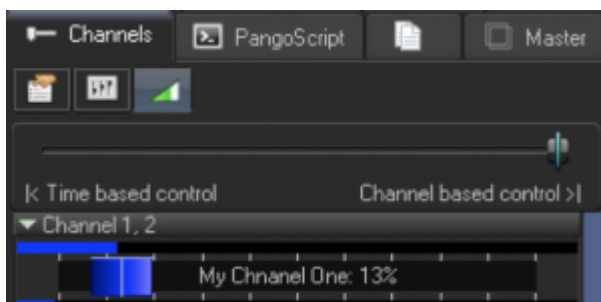 Channels PangoScript Master
|< Time based control Channel based control >|
Channel 1, 2
My Chnanel One: 13%